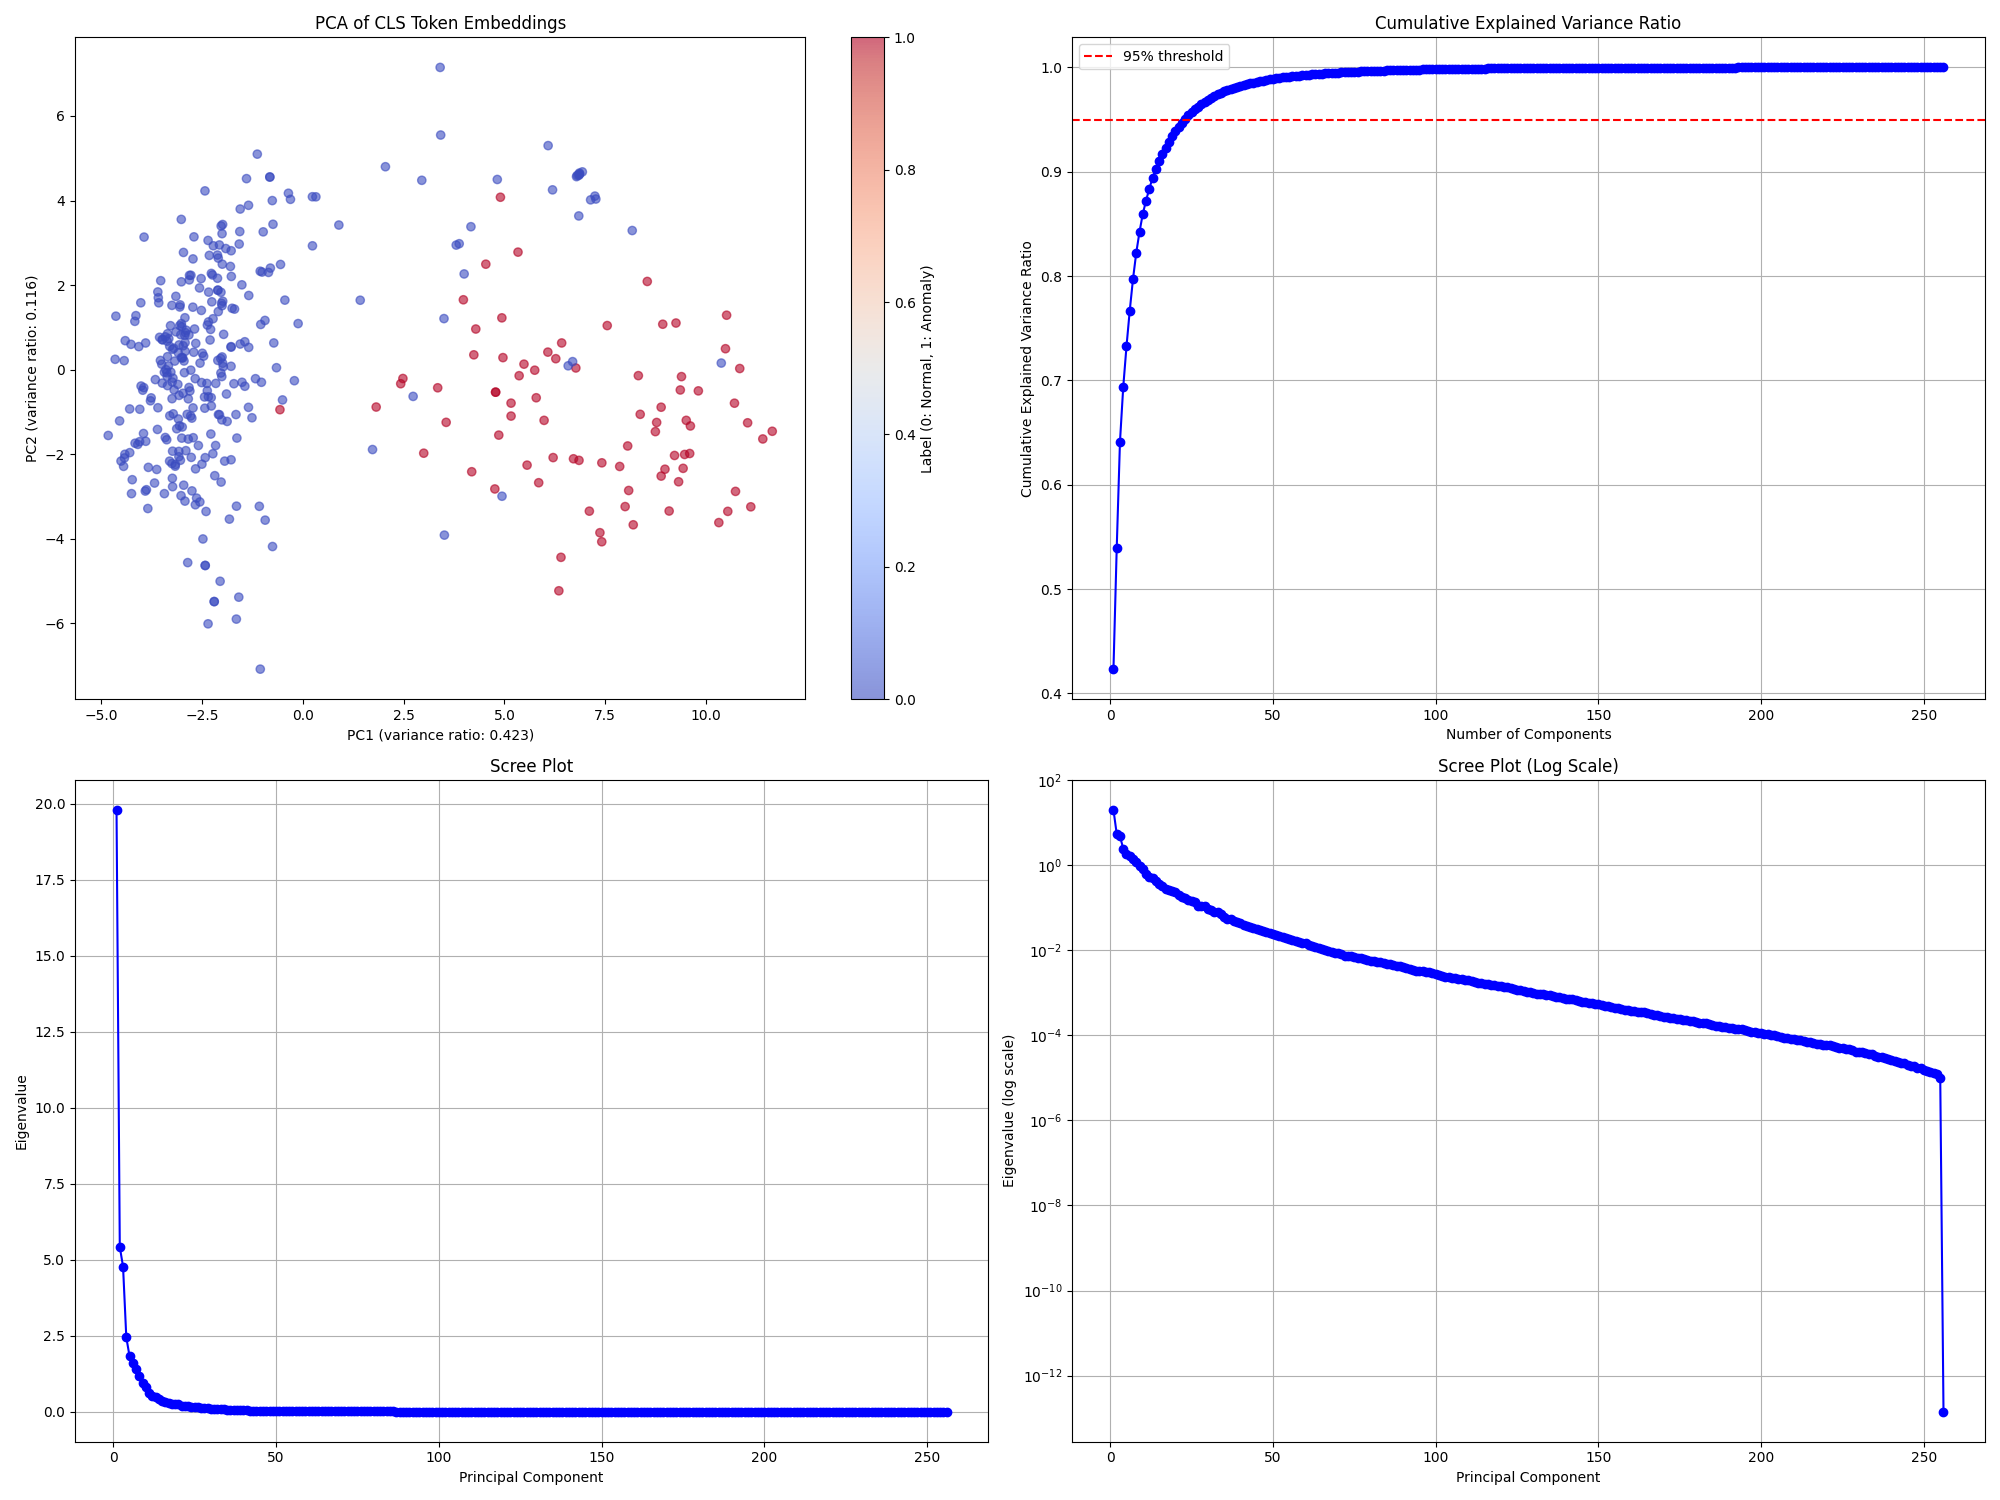 PCA of CLS Token Embeddings
6
4
2
0
−2
−4
−6
PC2 (variance ratio: 0.116)
−5.0 −2.5 0.0 2.5 5.0 7.5 10.0
PC1 (variance ratio: 0.423)
1.0
0.8
0.6
0.4
0.2
0.0
Label (0: Normal, 1: Anomaly)
Cumulative Explained Variance Ratio
95% threshold
1.0
0.9
0.8
0.7
0.6
0.5
0.4
Cumulative Explained Variance Ratio
0 50 100 150 200 250
Number of Components
Scree Plot
20.0
17.5
15.0
12.5
10.0
7.5
5.0
2.5
0.0
Eigenvalue
0 50 100 150 200 250
Principal Component
Scree Plot (Log Scale)
10²
10⁰
10⁻²
10⁻⁴
10⁻⁶
10⁻⁸
10⁻¹⁰
10⁻¹²
Eigenvalue (log scale)
0 50 100 150 200 250
Principal Component